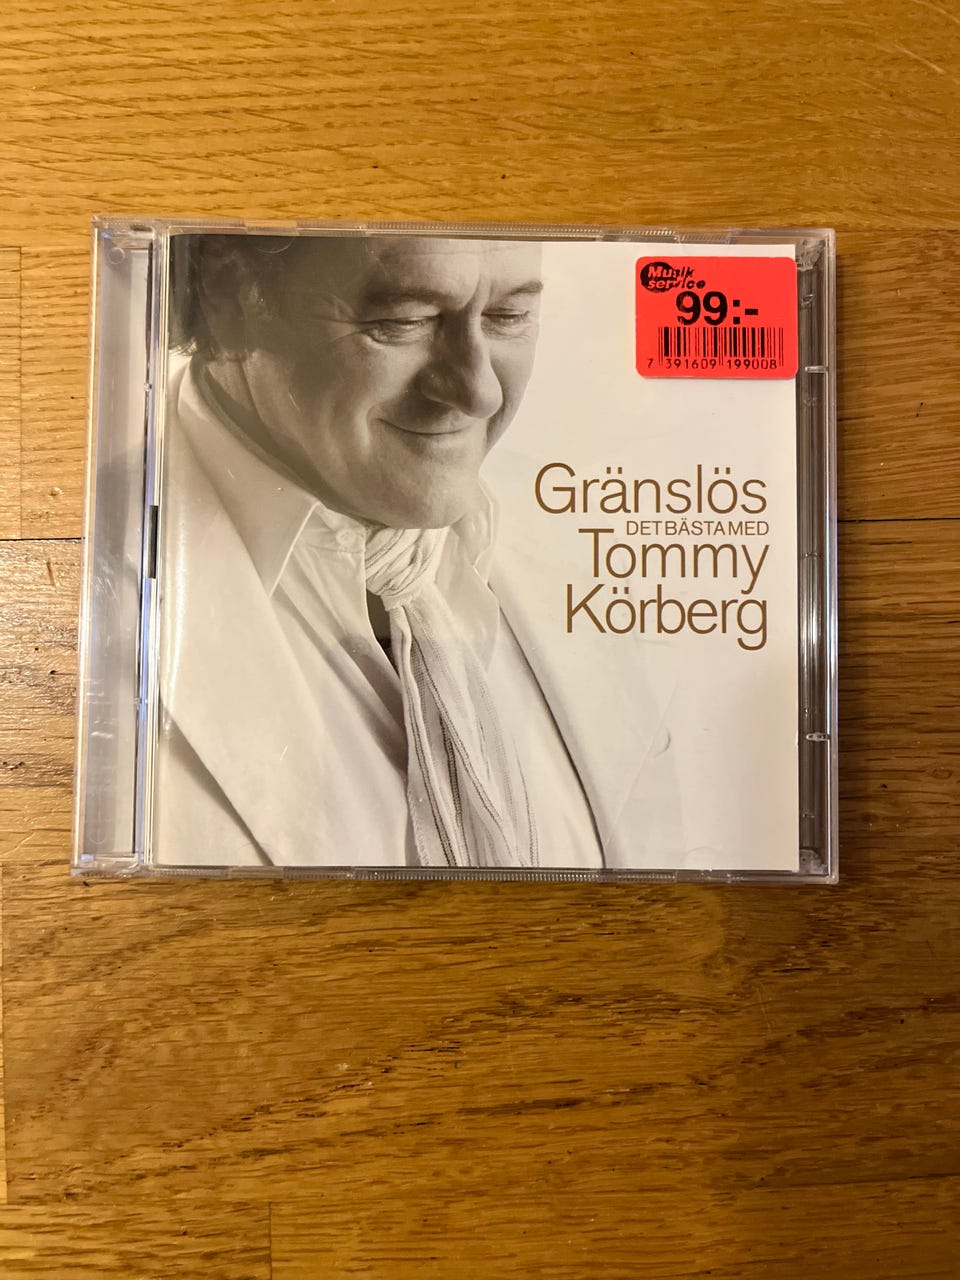 Musik
service
99:-
7 391609 199008
Gränslös
DET BÄSTA MED
Tommy
Körberg